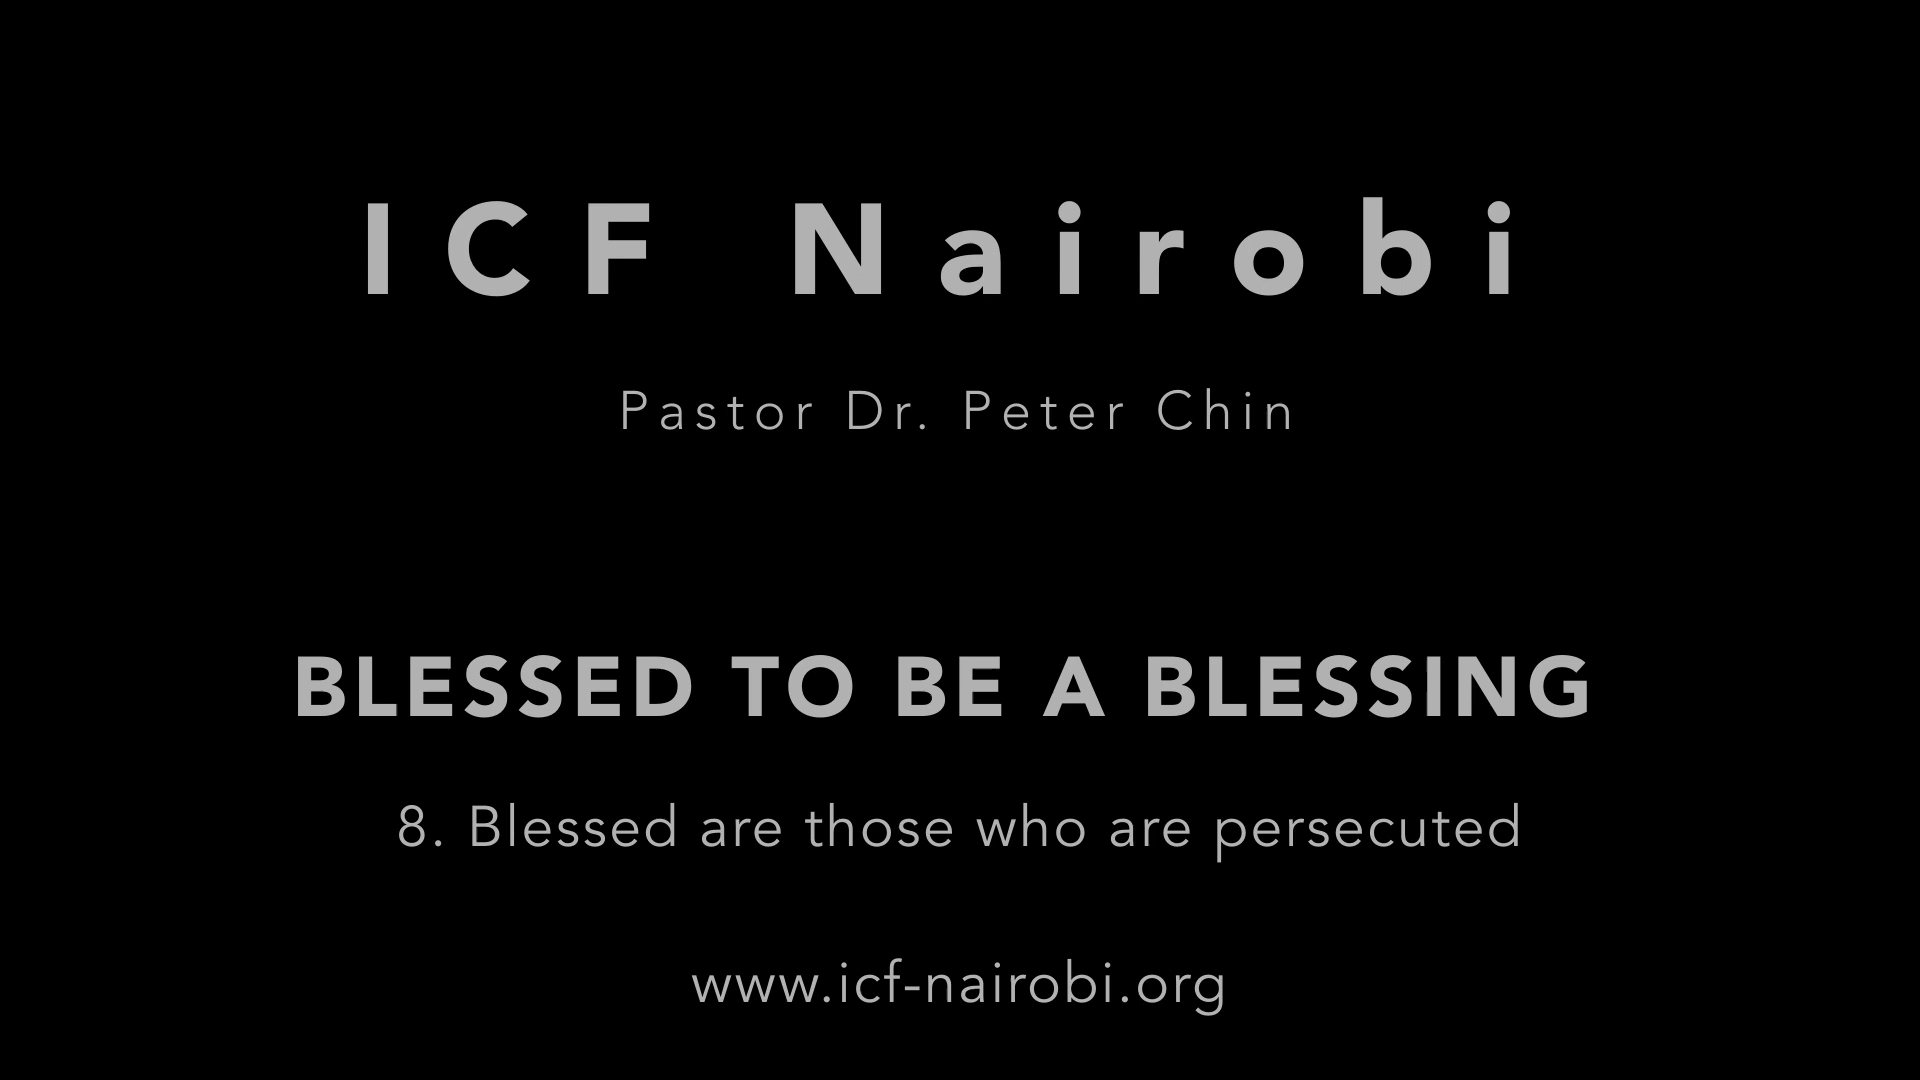 ICF Nairobi
Pastor Dr. Peter Chin
BLESSED TO BE A BLESSING
8. Blessed are those who are persecuted
www.icf-nairobi.org